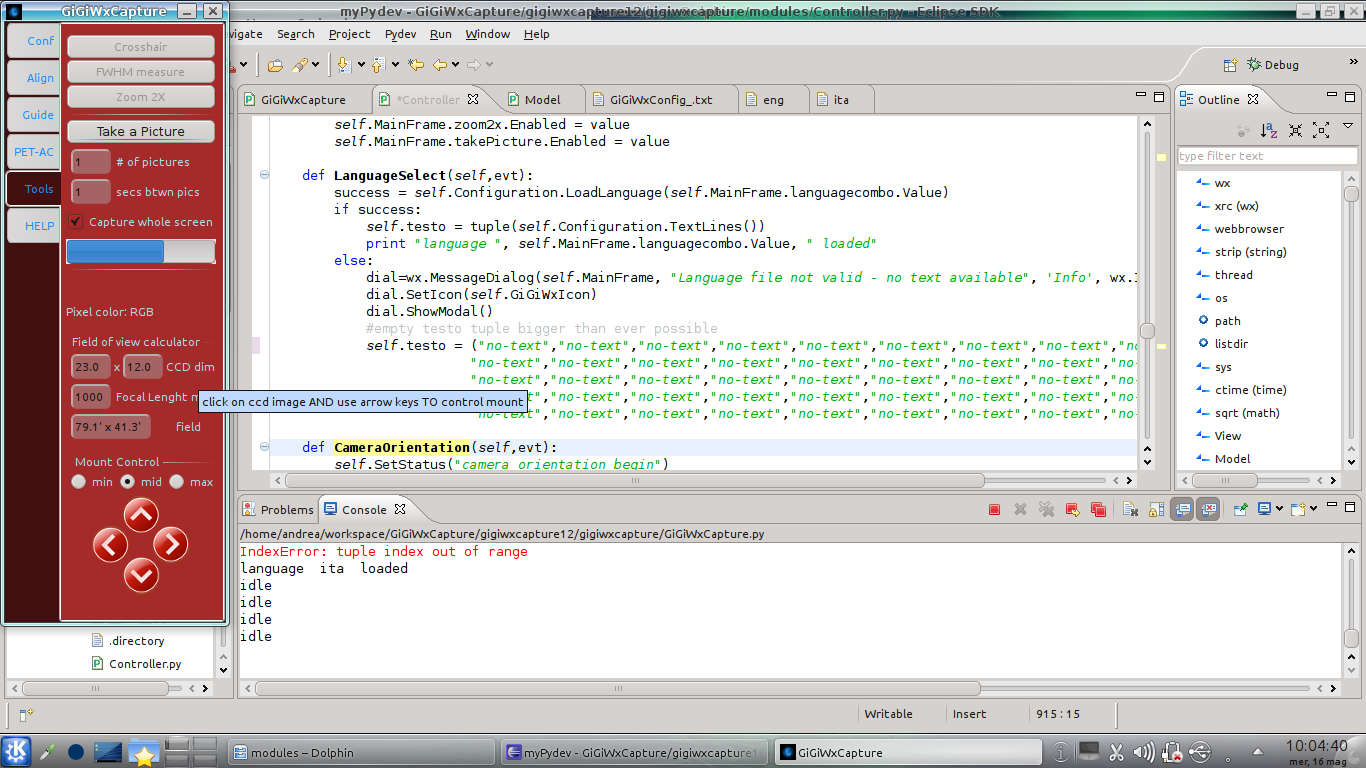 GiGiWxCapture
myPydev - GiGiWxCapture/gigiwxcapture12/gigiwxcapture/modules/Controller.py - Eclipse SDK
vigate Search Project Pydev Run Window Help
Debug
Conf
Align
Guide
PET-AC
Tools
HELP
Crosshair
FWHM measure
Zoom 2X
Take a Picture
1 # of pictures
1 secs btwn pics
Capture whole screen
Pixel color: RGB
Field of view calculator
23.0 x 12.0 CCD dim
1000 Focal Lenght m
79.1' x 41.3' field
Mount Control
min mid max
click on ccd image AND use arrow keys TO control mount
GiGiWxCapture *Controller Model GiGiWxConfig_.txt eng ita
self.MainFrame.zoom2x.Enabled = value
self.MainFrame.takePicture.Enabled = value
def LanguageSelect(self,evt):
success = self.Configuration.LoadLanguage(self.MainFrame.languagecombo.Value)
if success:
self.testo = tuple(self.Configuration.TextLines())
print "language ", self.MainFrame.languagecombo.Value, " loaded"
else:
dial=wx.MessageDialog(self.MainFrame, "Language file not valid - no text available", 'Info', wx.I
dial.SetIcon(self.GiGiWxIcon)
dial.ShowModal()
#empty testo tuple bigger than ever possible
self.testo = ("no-text","no-text","no-text","no-text","no-text","no-text","no-text","no-text","no
"no-text","no-text","no-text","no-text","no-text","no-text","no-text","no-text","no-t
"no-text","no-text","no-text","no-text","no-text","no-text","no-text","no-text","no-t
"no-text","no-text","no-text","no-text","no-text","no-text","no-text","no-t
"no-text","no-text","no-text","no-text","no-text","no-text","no-text","no-text","no-t
def CameraOrientation(self,evt):
self.SetStatus("camera orientation begin")
Outline
type filter text
wx
xrc (wx)
webbrowser
strip (string)
thread
os
path
listdir
sys
ctime (time)
sqrt (math)
View
Model
Problems Console
/home/andrea/workspace/GiGiWxCapture/gigiwxcapture12/gigiwxcapture/GiGiWxCapture.py
IndexError: tuple index out of range
language ita loaded
idle
idle
idle
idle
.directory
Controller.py
Writable Insert 915 : 15
modules – Dolphin
myPydev - GiGiWxCapture/gigiwxcapture1
GiGiWxCapture
10:04:40
mer, 16 mag